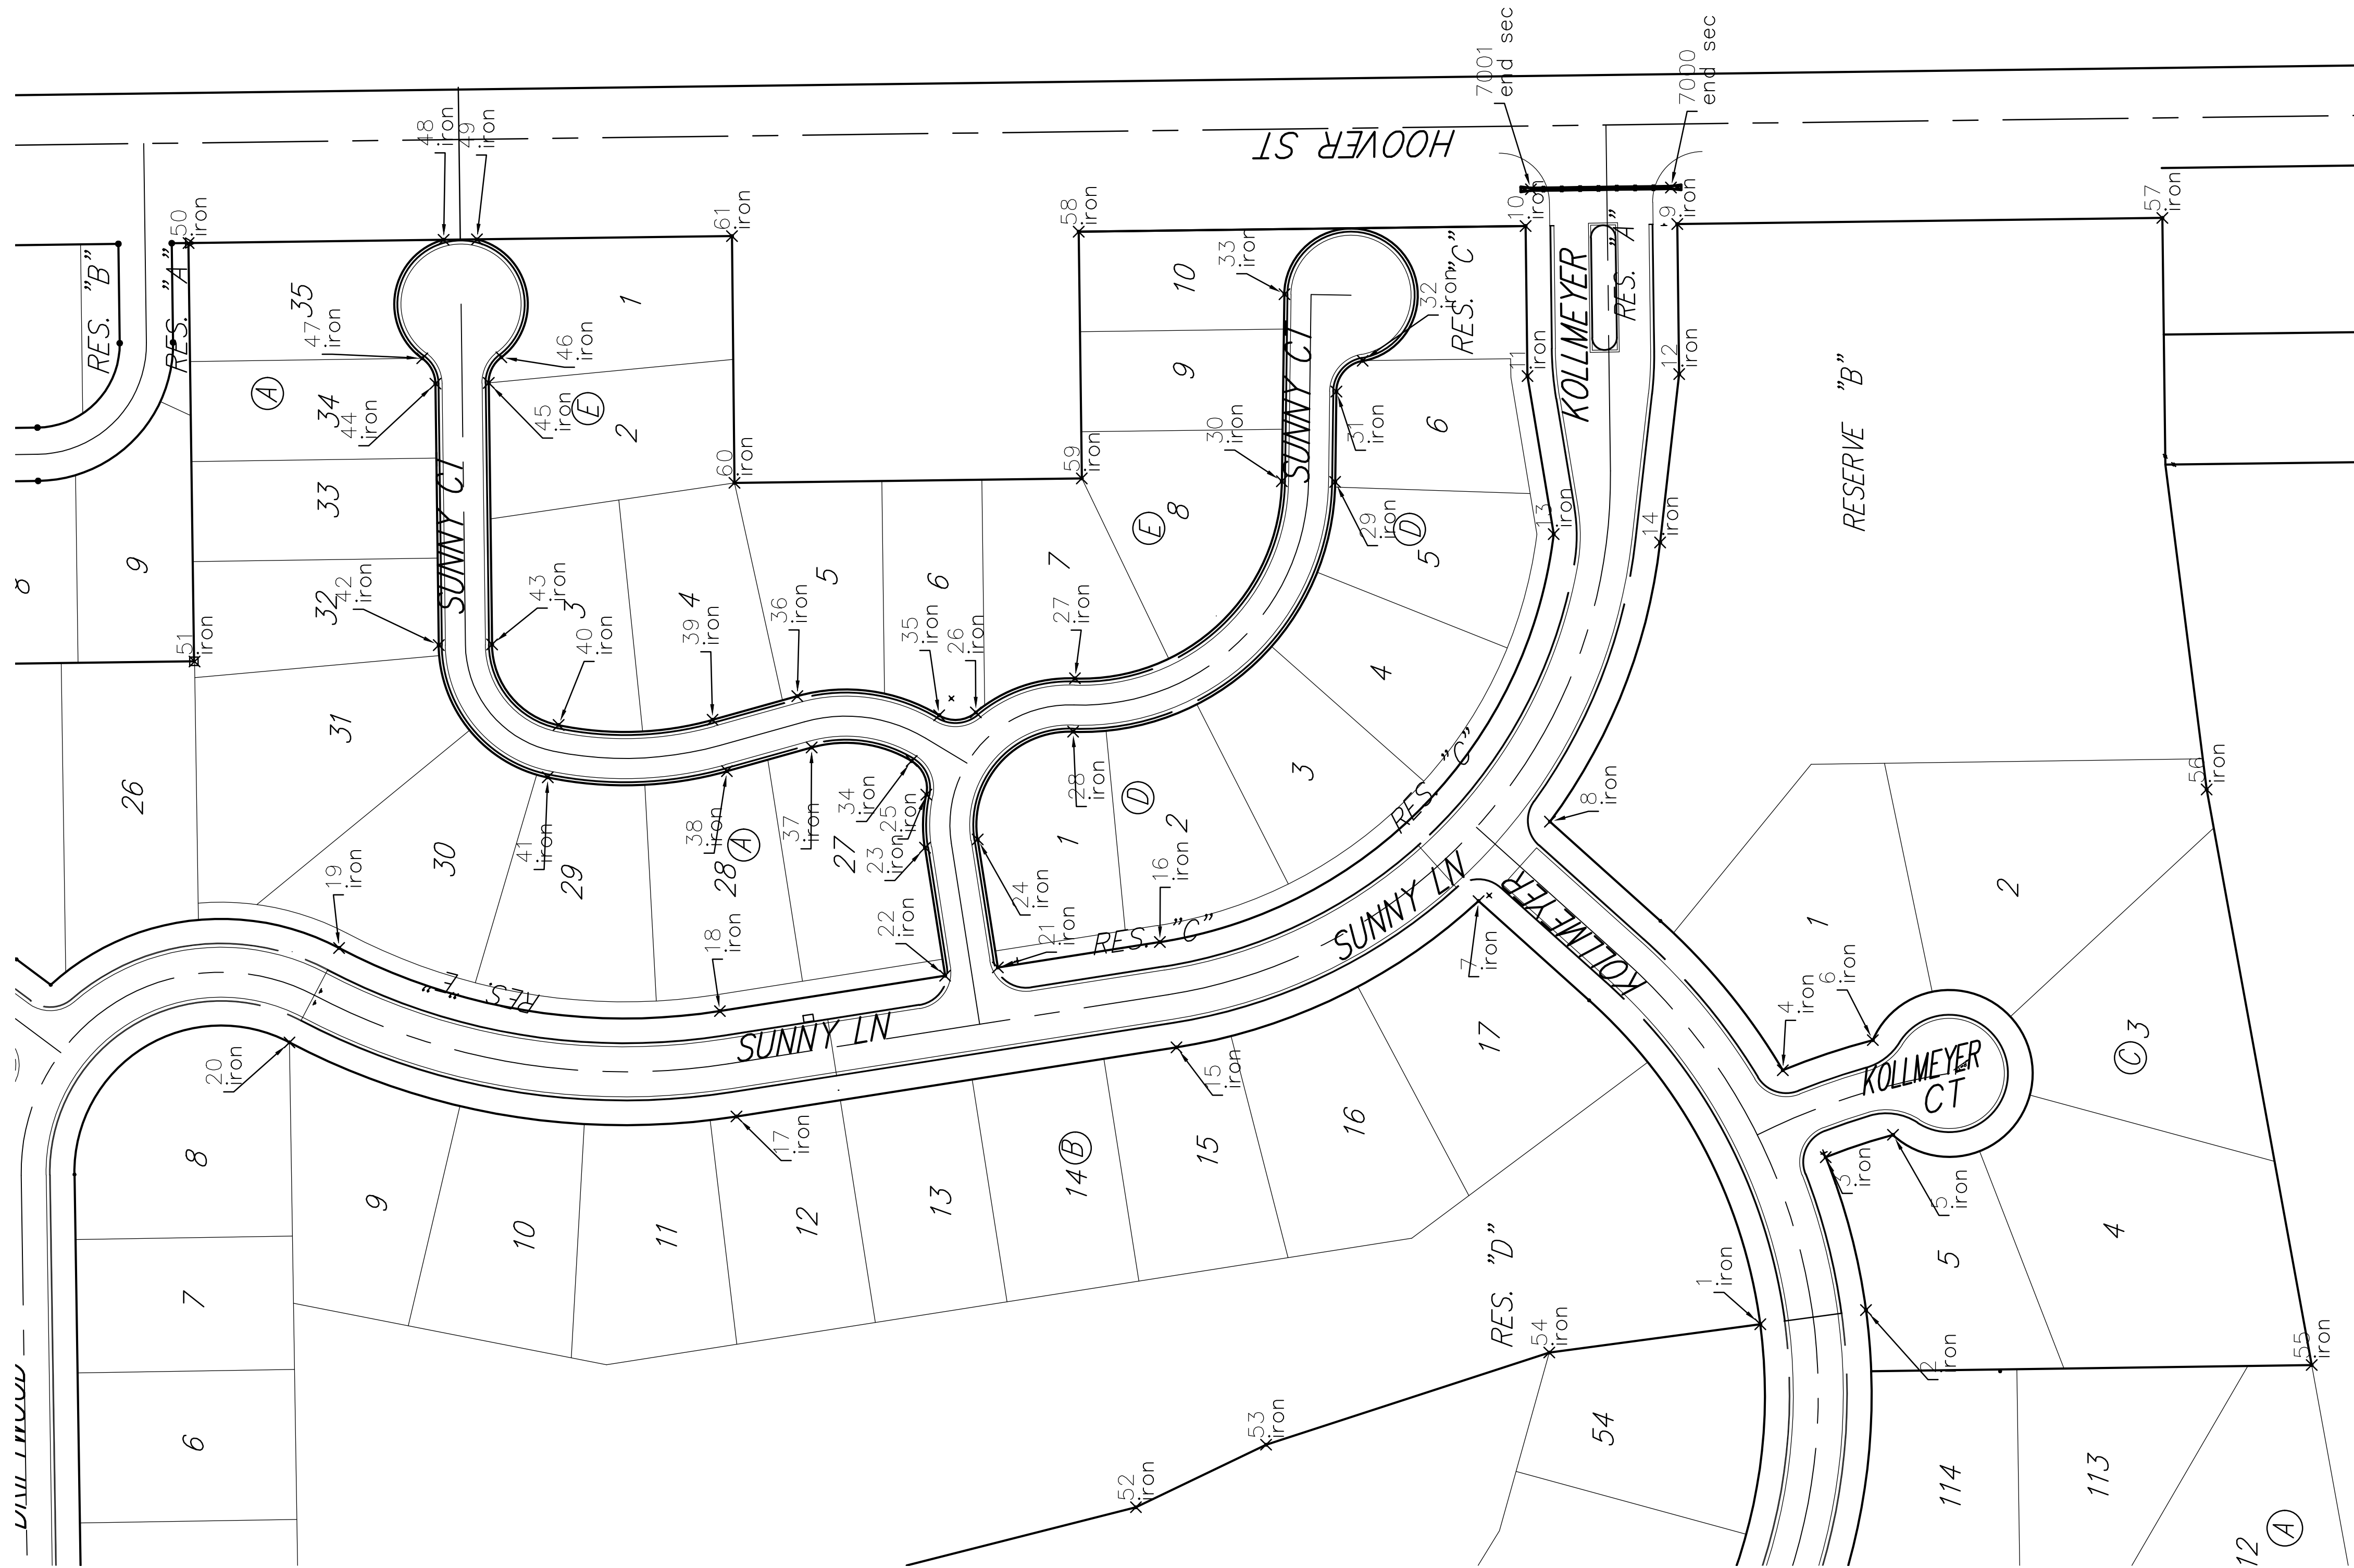 7001
end sec
7000
end sec
HOOVER ST
48
iron
49
iron
50
iron
61
iron
58
iron
10
iron
9
iron
57
iron
RES. "B"
RES. "A"
35
47
iron
1
46
iron
10
33
iron
32
iron
RES. "C"
KOLLMEYER
RES. "A"
11
iron
12
iron
A
34
44
iron
45
iron
E
2
9
30
iron
SUNNY CT
31
iron
6
RESERVE "B"
33
SUNNY CT
60
iron
59
iron
8
E
29
iron
D
5
13
iron
14
iron
8
9
32
42
iron
43
iron
3
40
iron
4
39
iron
36
iron
5
6
35
iron
26
iron
7
27
iron
51
iron
31
26
4
3
RES. "C"
56
iron
30
41
iron
29
38
iron
A
28
37
iron
34
iron
27
25
iron
23
iron
28
iron
D
1
2
8
iron
19
iron
18
iron
22
iron
24
iron
21
iron
16
iron
RES. "C"
SUNNY LN
7
iron
KOLLMEYER
1
2
RES. "E"
SUNNY LN
20
iron
17
iron
15
iron
17
4
iron
6
iron
KOLLMEYER
CT
C
3
8
9
10
11
12
13
14
B
15
16
3
iron
5
iron
5
4
7
6
RES. "D"
1
iron
2
iron
54
iron
55
iron
53
iron
52
iron
54
114
113
12
A